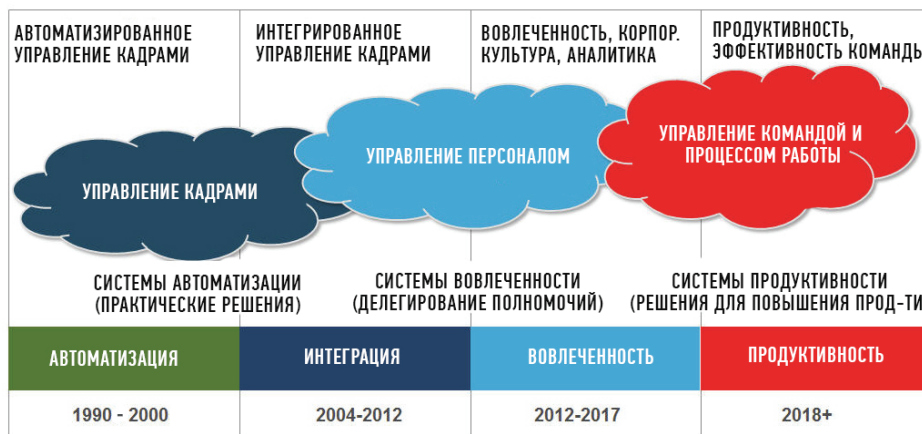 АВТОМАТИЗИРОВАННОЕ
УПРАВЛЕНИЕ КАДРАМИ
ИНТЕГРИРОВАННОЕ
УПРАВЛЕНИЕ КАДРАМИ
ВОВЛЕЧЕННОСТЬ, КОРПОР.
КУЛЬТУРА, АНАЛИТИКА
ПРОДУКТИВНОСТЬ,
ЭФФЕКТИВНОСТЬ КОМАНДЫ
УПРАВЛЕНИЕ КАДРАМИ
УПРАВЛЕНИЕ ПЕРСОНАЛОМ
УПРАВЛЕНИЕ КОМАНДОЙ И
ПРОЦЕССОМ РАБОТЫ
СИСТЕМЫ АВТОМАТИЗАЦИИ
(ПРАКТИЧЕСКИЕ РЕШЕНИЯ)
СИСТЕМЫ ВОВЛЕЧЕННОСТИ
(ДЕЛЕГИРОВАНИЕ ПОЛНОМОЧИЙ)
СИСТЕМЫ ПРОДУКТИВНОСТИ
(РЕШЕНИЯ ДЛЯ ПОВЫШЕНИЯ ПРОД-ТИ
АВТОМАТИЗАЦИЯ
ИНТЕГРАЦИЯ
ВОВЛЕЧЕННОСТЬ
ПРОДУКТИВНОСТЬ
1990 - 2000
2004-2012
2012-2017
2018+